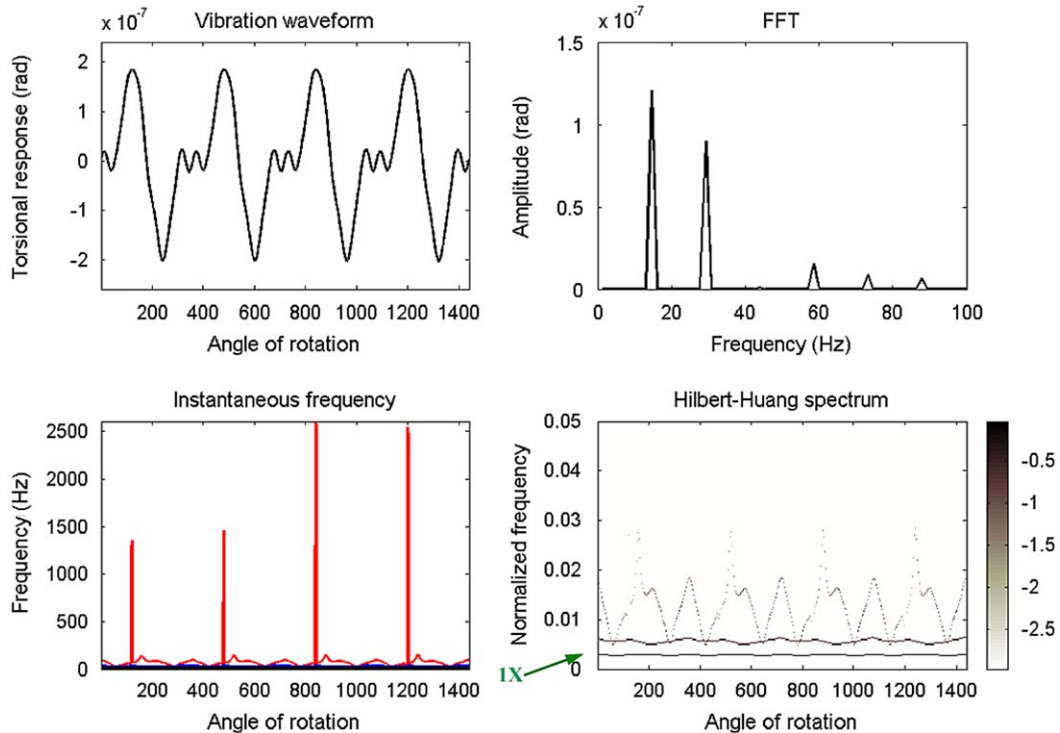 x 10^-7
Vibration waveform
2
1
0
-1
-2
Torsional response (rad)
200 400 600 800 1000 1200 1400
Angle of rotation
x 10^-7
FFT
1.5
1
0.5
0
Amplitude (rad)
0 20 40 60 80 100
Frequency (Hz)
Instantaneous frequency
2500
2000
1500
1000
500
0
Frequency (Hz)
200 400 600 800 1000 1200 1400
Angle of rotation
Hilbert-Huang spectrum
0.05
0.04
0.03
0.02
0.01
0
Normalized frequency
1X
200 400 600 800 1000 1200 1400
Angle of rotation
-0.5
-1
-1.5
-2
-2.5